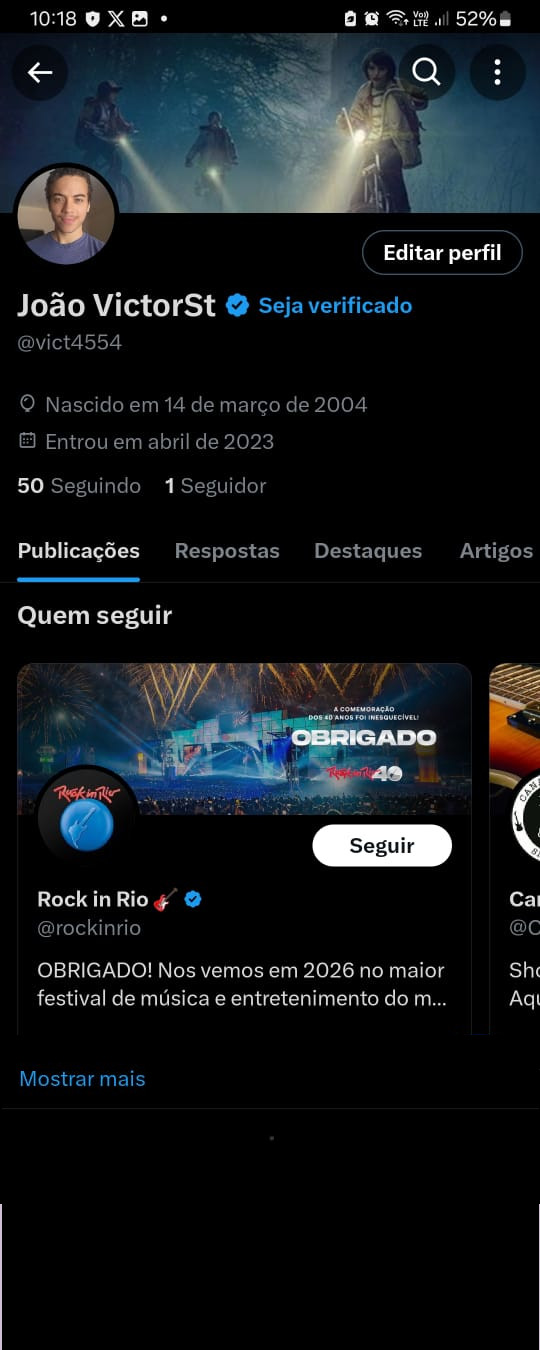 10:18
Vo)) LTE 52%
Editar perfil
João VictorSt Seja verificado
@vict4554
Nascido em 14 de março de 2004
Entrou em abril de 2023
50 Seguindo 1 Seguidor
Publicações Respostas Destaques Artigos
Quem seguir
A COMEMORAÇÃO
DOS 40 ANOS FOI INESQUECÍVEL!
OBRIGADO
Rock in Rio 40
Rock in Rio
Seguir
Rock in Rio
@rockinrio
OBRIGADO! Nos vemos em 2026 no maior
festival de música e entretenimento do m...
CAN
Car
@C
Sho
Aqu
Mostrar mais